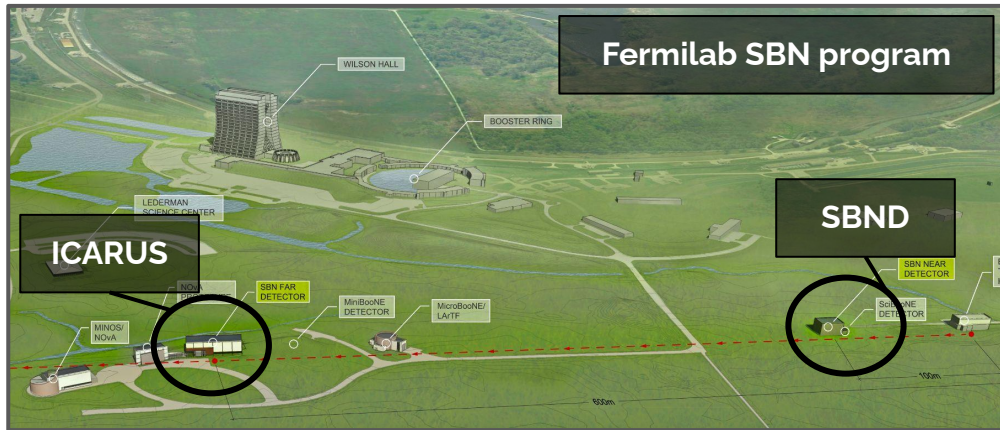 Fermilab SBN program
WILSON HALL
BOOSTER RING
LEDERMAN
SCIENCE CENTER
ICARUS
SBND
NOvA
SBN FAR
DETECTOR
MiniBooNE
DETECTOR
MicroBooNE/
LArTF
SBN NEAR
DETECTOR
SciBooNE
DETECTOR
MINOS/
NOvA
100m
600m